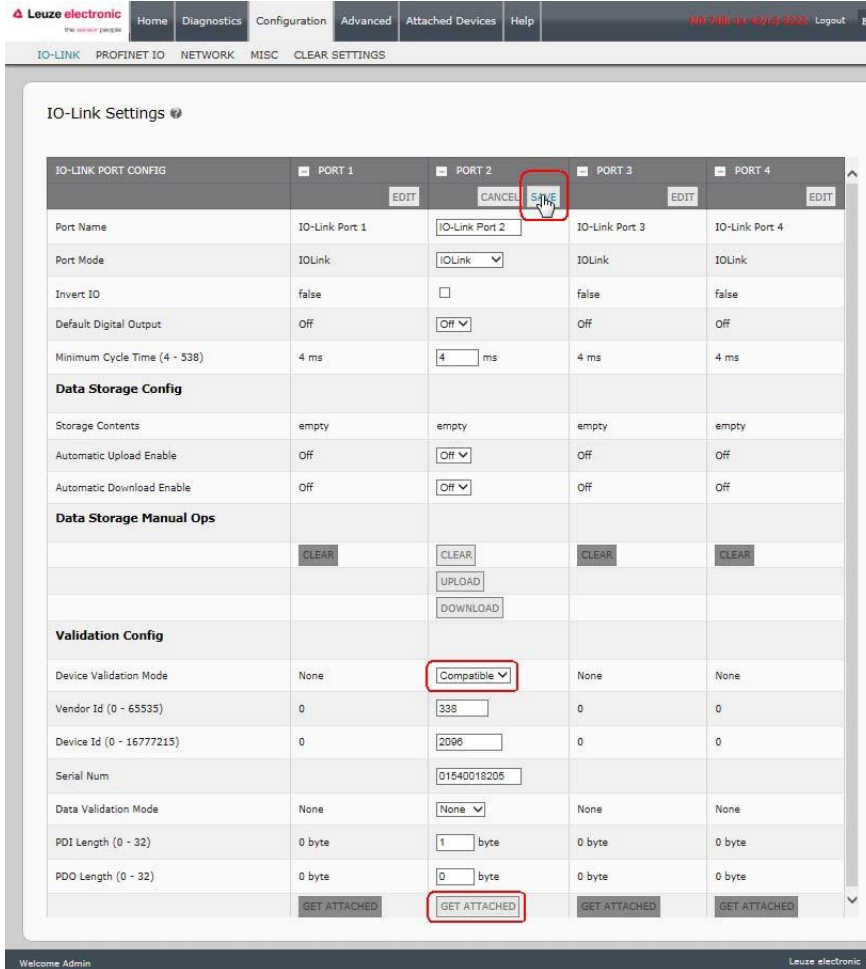 Leuze electronic
the sensor people
Home Diagnostics Configuration Advanced Attached Devices Help Logout
IO-LINK PROFINET IO NETWORK MISC CLEAR SETTINGS
IO-Link Settings ?
IO-LINK PORT CONFIG PORT 1 PORT 2 PORT 3 PORT 4
EDIT CANCEL SAVE EDIT EDIT
Port Name IO-Link Port 1 IO-Link Port 2 IO-Link Port 3 IO-Link Port 4
Port Mode IOLink IOLink IOLink IOLink
Invert IO false false false
Default Digital Output Off Off Off Off
Minimum Cycle Time (4 - 538) 4 ms 4 ms 4 ms 4 ms
Data Storage Config
Storage Contents empty empty empty empty
Automatic Upload Enable Off Off Off Off
Automatic Download Enable Off Off Off Off
Data Storage Manual Ops
CLEAR CLEAR CLEAR CLEAR
UPLOAD
DOWNLOAD
Validation Config
Device Validation Mode None Compatible None None
Vendor Id (0 - 65535) 0 338 0 0
Device Id (0 - 16777215) 0 2096 0 0
Serial Num 01540018205
Data Validation Mode None None None None
PDI Length (0 - 32) 0 byte 1 byte 0 byte 0 byte
PDO Length (0 - 32) 0 byte 0 byte 0 byte 0 byte
GET ATTACHED GET ATTACHED GET ATTACHED GET ATTACHED
Welcome Admin Leuze electronic